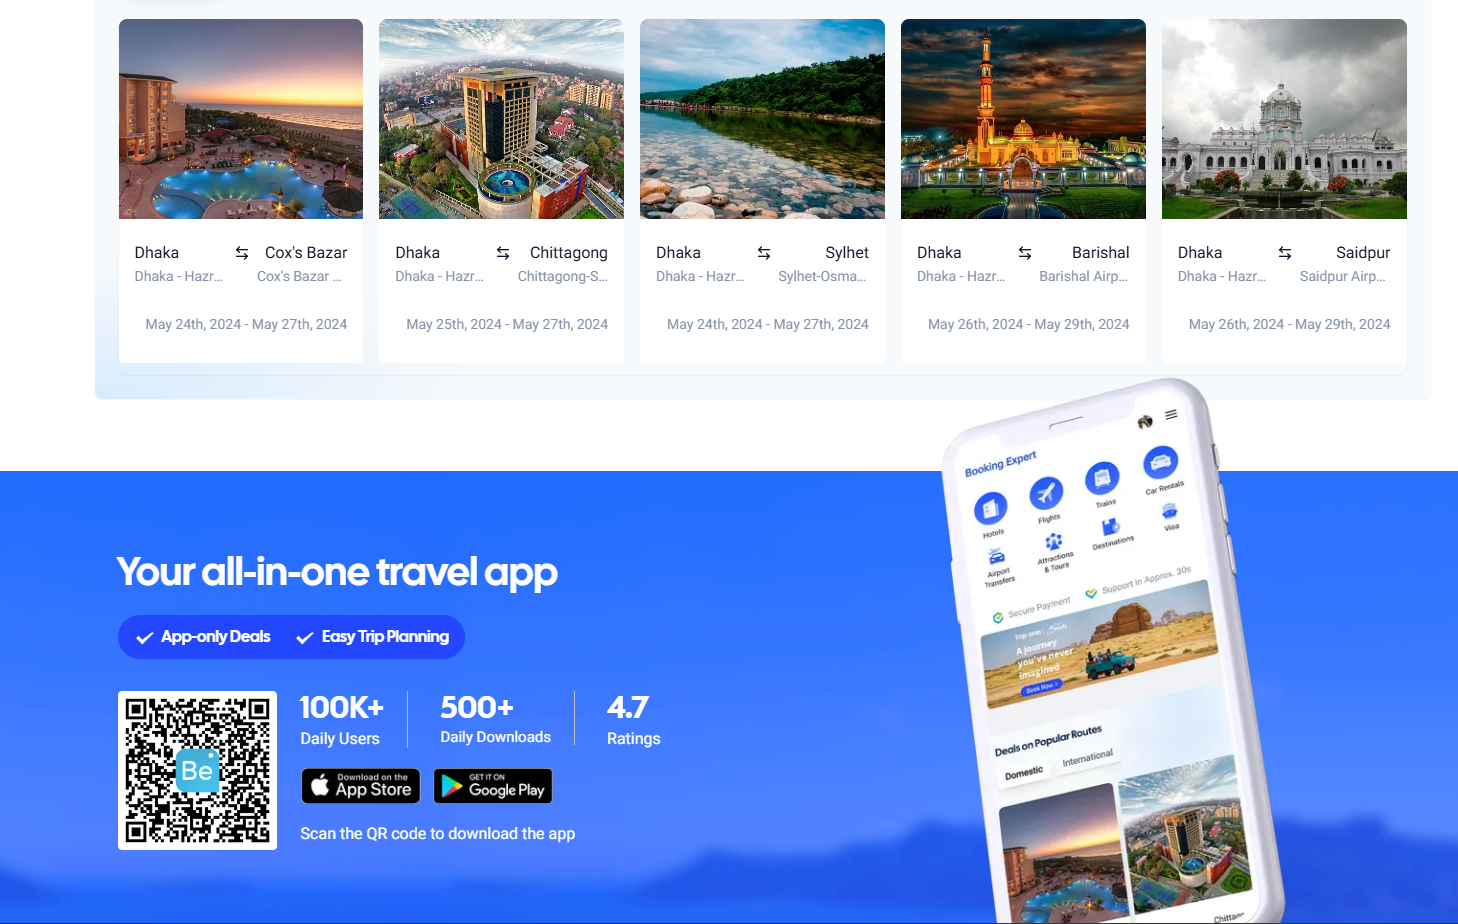 Dhaka ⇆ Cox's Bazar
Dhaka - Hazr... Cox's Bazar ...
May 24th, 2024 - May 27th, 2024
Dhaka ⇆ Chittagong
Dhaka - Hazr... Chittagong-S...
May 25th, 2024 - May 27th, 2024
Dhaka ⇆ Sylhet
Dhaka - Hazr... Sylhet-Osma...
May 24th, 2024 - May 27th, 2024
Dhaka ⇆ Barishal
Dhaka - Hazr... Barishal Airp...
May 26th, 2024 - May 29th, 2024
Dhaka ⇆ Saidpur
Dhaka - Hazr... Saidpur Airp...
May 26th, 2024 - May 29th, 2024
Your all-in-one travel app
App-only Deals Easy Trip Planning
Be
100K+
Daily Users
500+
Daily Downloads
4.7
Ratings
Download on the
App Store
GET IT ON
Google Play
Scan the QR code to download the app
Booking.Expert
Hotels
Flights
Trains
Car Rentals
Airport
Transfers
Attractions
& Tours
Destinations
Visa
Secure Payment
Support in Approx. 30s
Trip.com
A journey
you've never
imagined
Book Now >
Deals on Popular Routes
Domestic
International